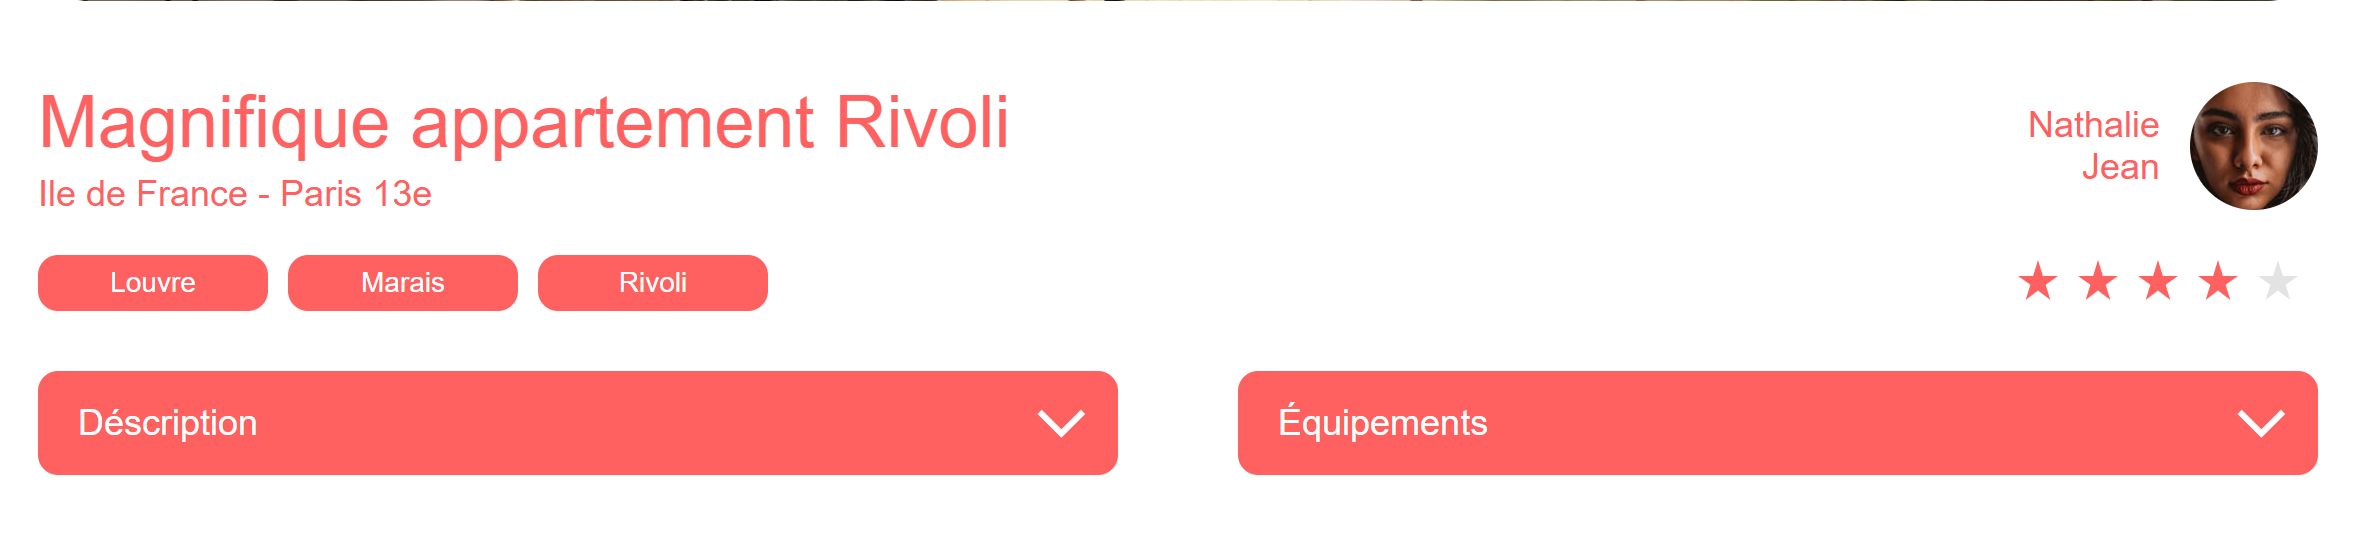 Magnifique appartement Rivoli
Ile de France - Paris 13e
Nathalie
Jean
Louvre
Marais
Rivoli
Déscription
Équipements